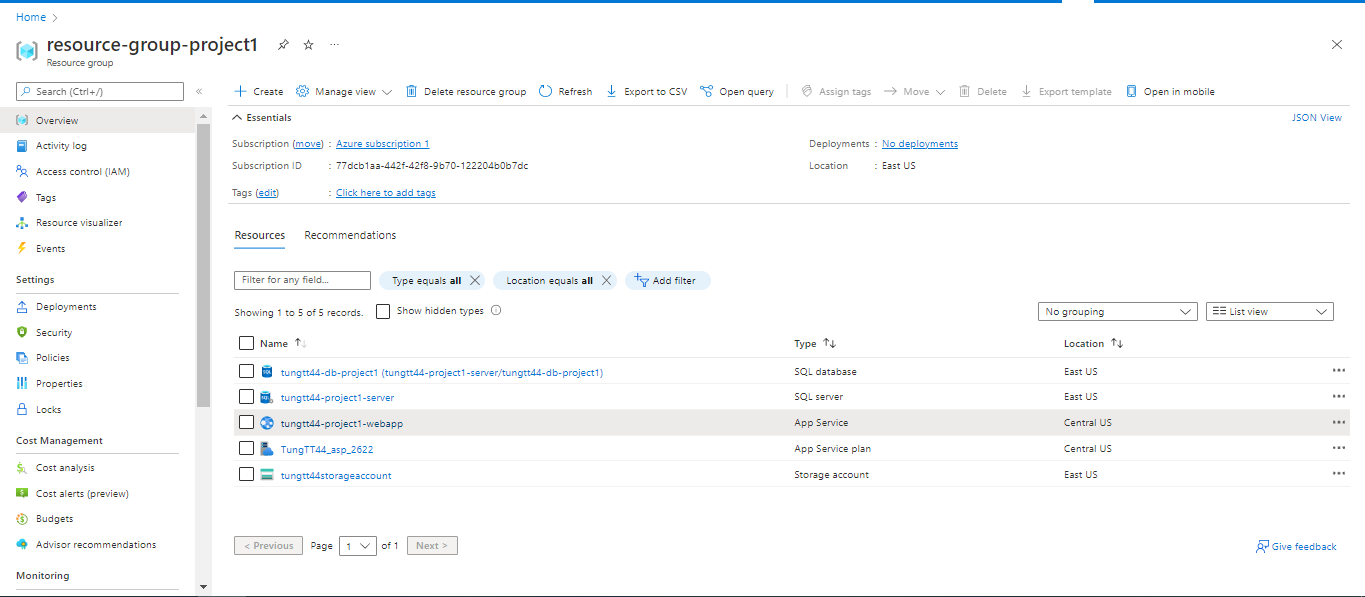 Home >
resource-group-project1 ...
Resource group
Search (Ctrl+/) «
Overview
Activity log
Access control (IAM)
Tags
Resource visualizer
Events
Settings
Deployments
Security
Policies
Properties
Locks
Cost Management
Cost analysis
Cost alerts (preview)
Budgets
Advisor recommendations
Monitoring
Create Manage view Delete resource group Refresh Export to CSV Open query Assign tags Move Delete Export template Open in mobile
Essentials JSON View
Subscription (move) : Azure subscription 1 Deployments : No deployments
Subscription ID : 77dcb1aa-442f-42f8-9b70-122204b0b7dc Location : East US
Tags (edit) : Click here to add tags
Resources Recommendations
Filter for any field... Type equals all Location equals all Add filter
Showing 1 to 5 of 5 records. Show hidden types No grouping List view
Name Type Location
SQL tungtt44-db-project1 (tungtt44-project1-server/tungtt44-db-project1) SQL database East US ...
SQL tungtt44-project1-server SQL server East US ...
tungtt44-project1-webapp App Service Central US ...
TungTT44_asp_2622 App Service plan Central US ...
tungtt44storageaccount Storage account East US ...
< Previous Page 1 of 1 Next > Give feedback